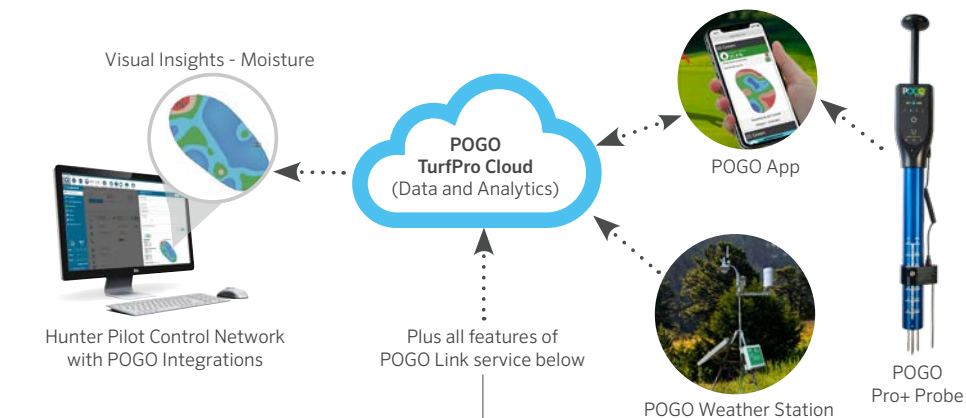 Visual Insights - Moisture
POGO
TurfPro Cloud
(Data and Analytics)
POGO App
POGO
Hunter Pilot Control Network
with POGO Integrations
Plus all features of
POGO Link service below
POGO Weather Station
POGO
Pro+ Probe